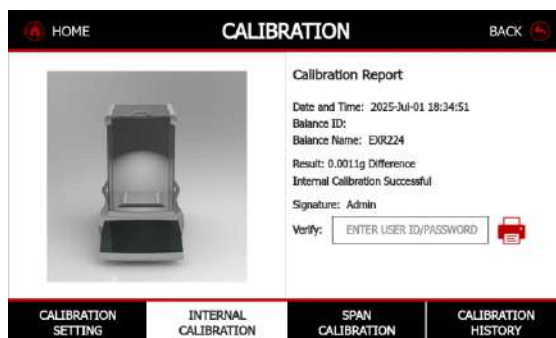 HOME
CALIBRATION
BACK
Calibration Report
Date and Time: 2025-Jul-01 18:34:51
Balance ID:
Balance Name: EXR224
Result: 0.0011g Difference
Internal Calibration Successful
Signature: Admin
Verify: ENTER USER ID/PASSWORD
CALIBRATION
SETTING
INTERNAL
CALIBRATION
SPAN
CALIBRATION
CALIBRATION
HISTORY